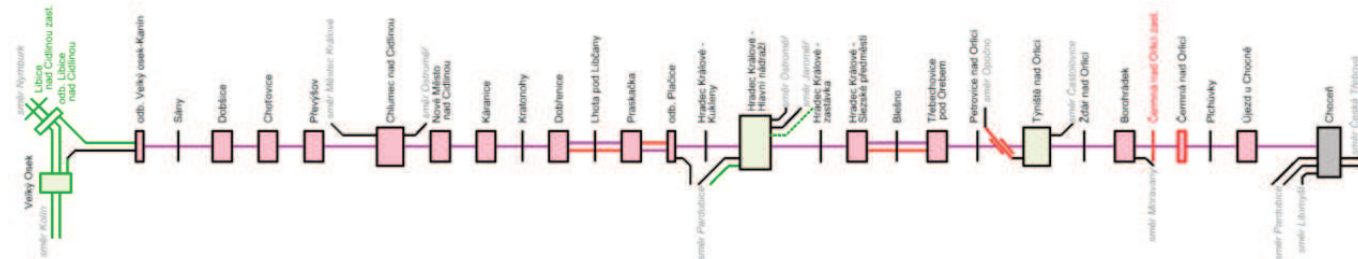 směr Nymburk
Libice
nad Cidlinou zast.
odb. Libice
nad Cidlinou
Velký Osek
směr Kolín
odb. Velký osek-Kanín
Sány
Dobšice
Choťovice
Převýšov
směr Městec Králové
Chlumec nad Cidlinou
směr Ostroměř
Nové Město
nad Cidlinou
Káranice
Kratonohy
Dobřenice
Lhota pod Libčany
Praskačka
odb. Plačice
směr Pardubice
Hradec Králové -
Kukleny
Hradec Králové -
Hlavní nádraží
směr Ostroměř
směr Jaroměř
Hradec Králové -
zastávka
Hradec Králové -
Slezské předměstí
Blešno
Třebechovice
pod Orebem
Petrovice nad Orlicí
směr Opočno
Týniště nad Orlicí
směr Častolovice
Žďár nad Orlicí
Borohrádek
směr Moravany
Čermná nad Orlicí zast.
Čermná nad Orlicí
Plchůvky
Újezd u Chocně
směr Pardubice
směr Litomyšl
Choceň
směr Česká Třebová